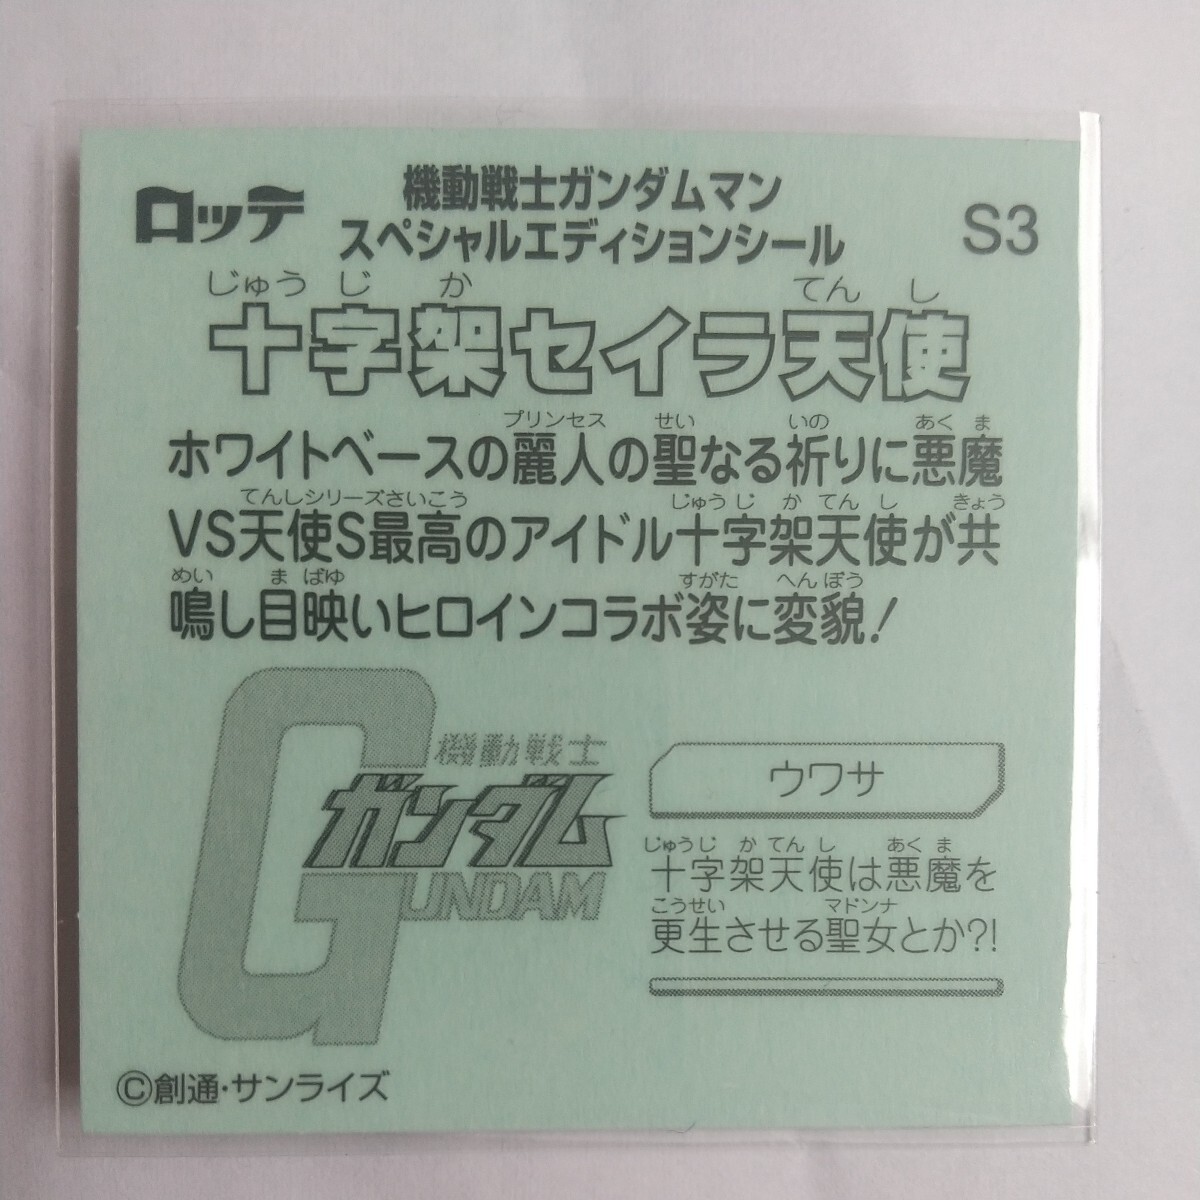 ロッテ
機動戦士ガンダムマン
スペシャルエディションシール
S3
じゅうじか てんし
十字架セイラ天使
プリンセス せい いの あくま
ホワイトベースの麗人の聖なる祈りに悪魔
てんしシリーズさいこう じゅうじかてんし きょう
VS天使S最高のアイドル十字架天使が共
めい まばゆ すがた へんぼう
鳴し目映いヒロインコラボ姿に変貌!
機動戦士
ガンダム
GUNDAM
ウワサ
じゅうじかてんし あくま
十字架天使は悪魔を
こうせい マドンナ
更生させる聖女とか?!
©創通・サンライズ